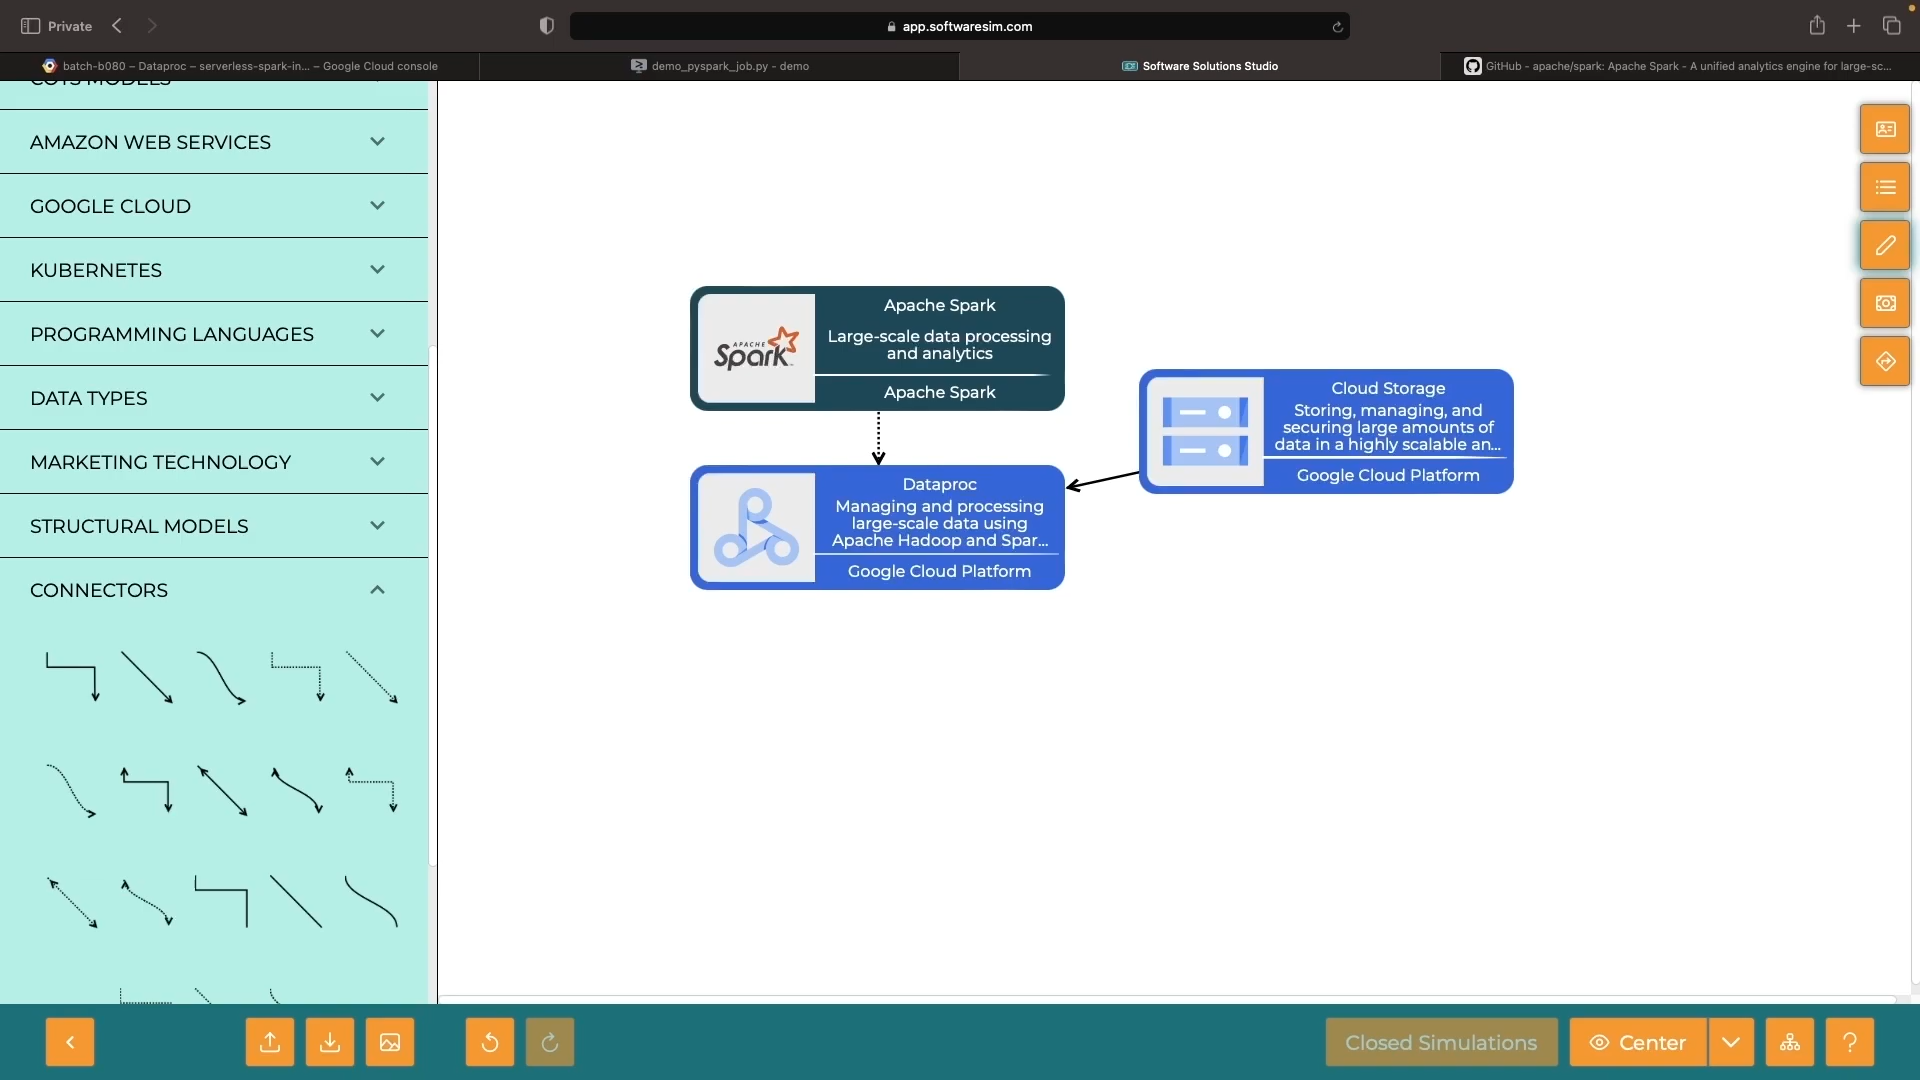 Private
app.softwaresim.com
batch-b080 – Dataproc – serverless-spark-in... – Google Cloud console
demo_pyspark_job.py - demo
Software Solutions Studio
GitHub - apache/spark: Apache Spark - A unified analytics engine for large-sc...
COTS MODELS
AMAZON WEB SERVICES
GOOGLE CLOUD
KUBERNETES
PROGRAMMING LANGUAGES
DATA TYPES
MARKETING TECHNOLOGY
STRUCTURAL MODELS
CONNECTORS
APACHE
Spark
Apache Spark
Large-scale data processing
and analytics
Apache Spark
Cloud Storage
Storing, managing, and
securing large amounts of
data in a highly scalable an...
Google Cloud Platform
Dataproc
Managing and processing
large-scale data using
Apache Hadoop and Spar...
Google Cloud Platform
Closed Simulations
Center
?